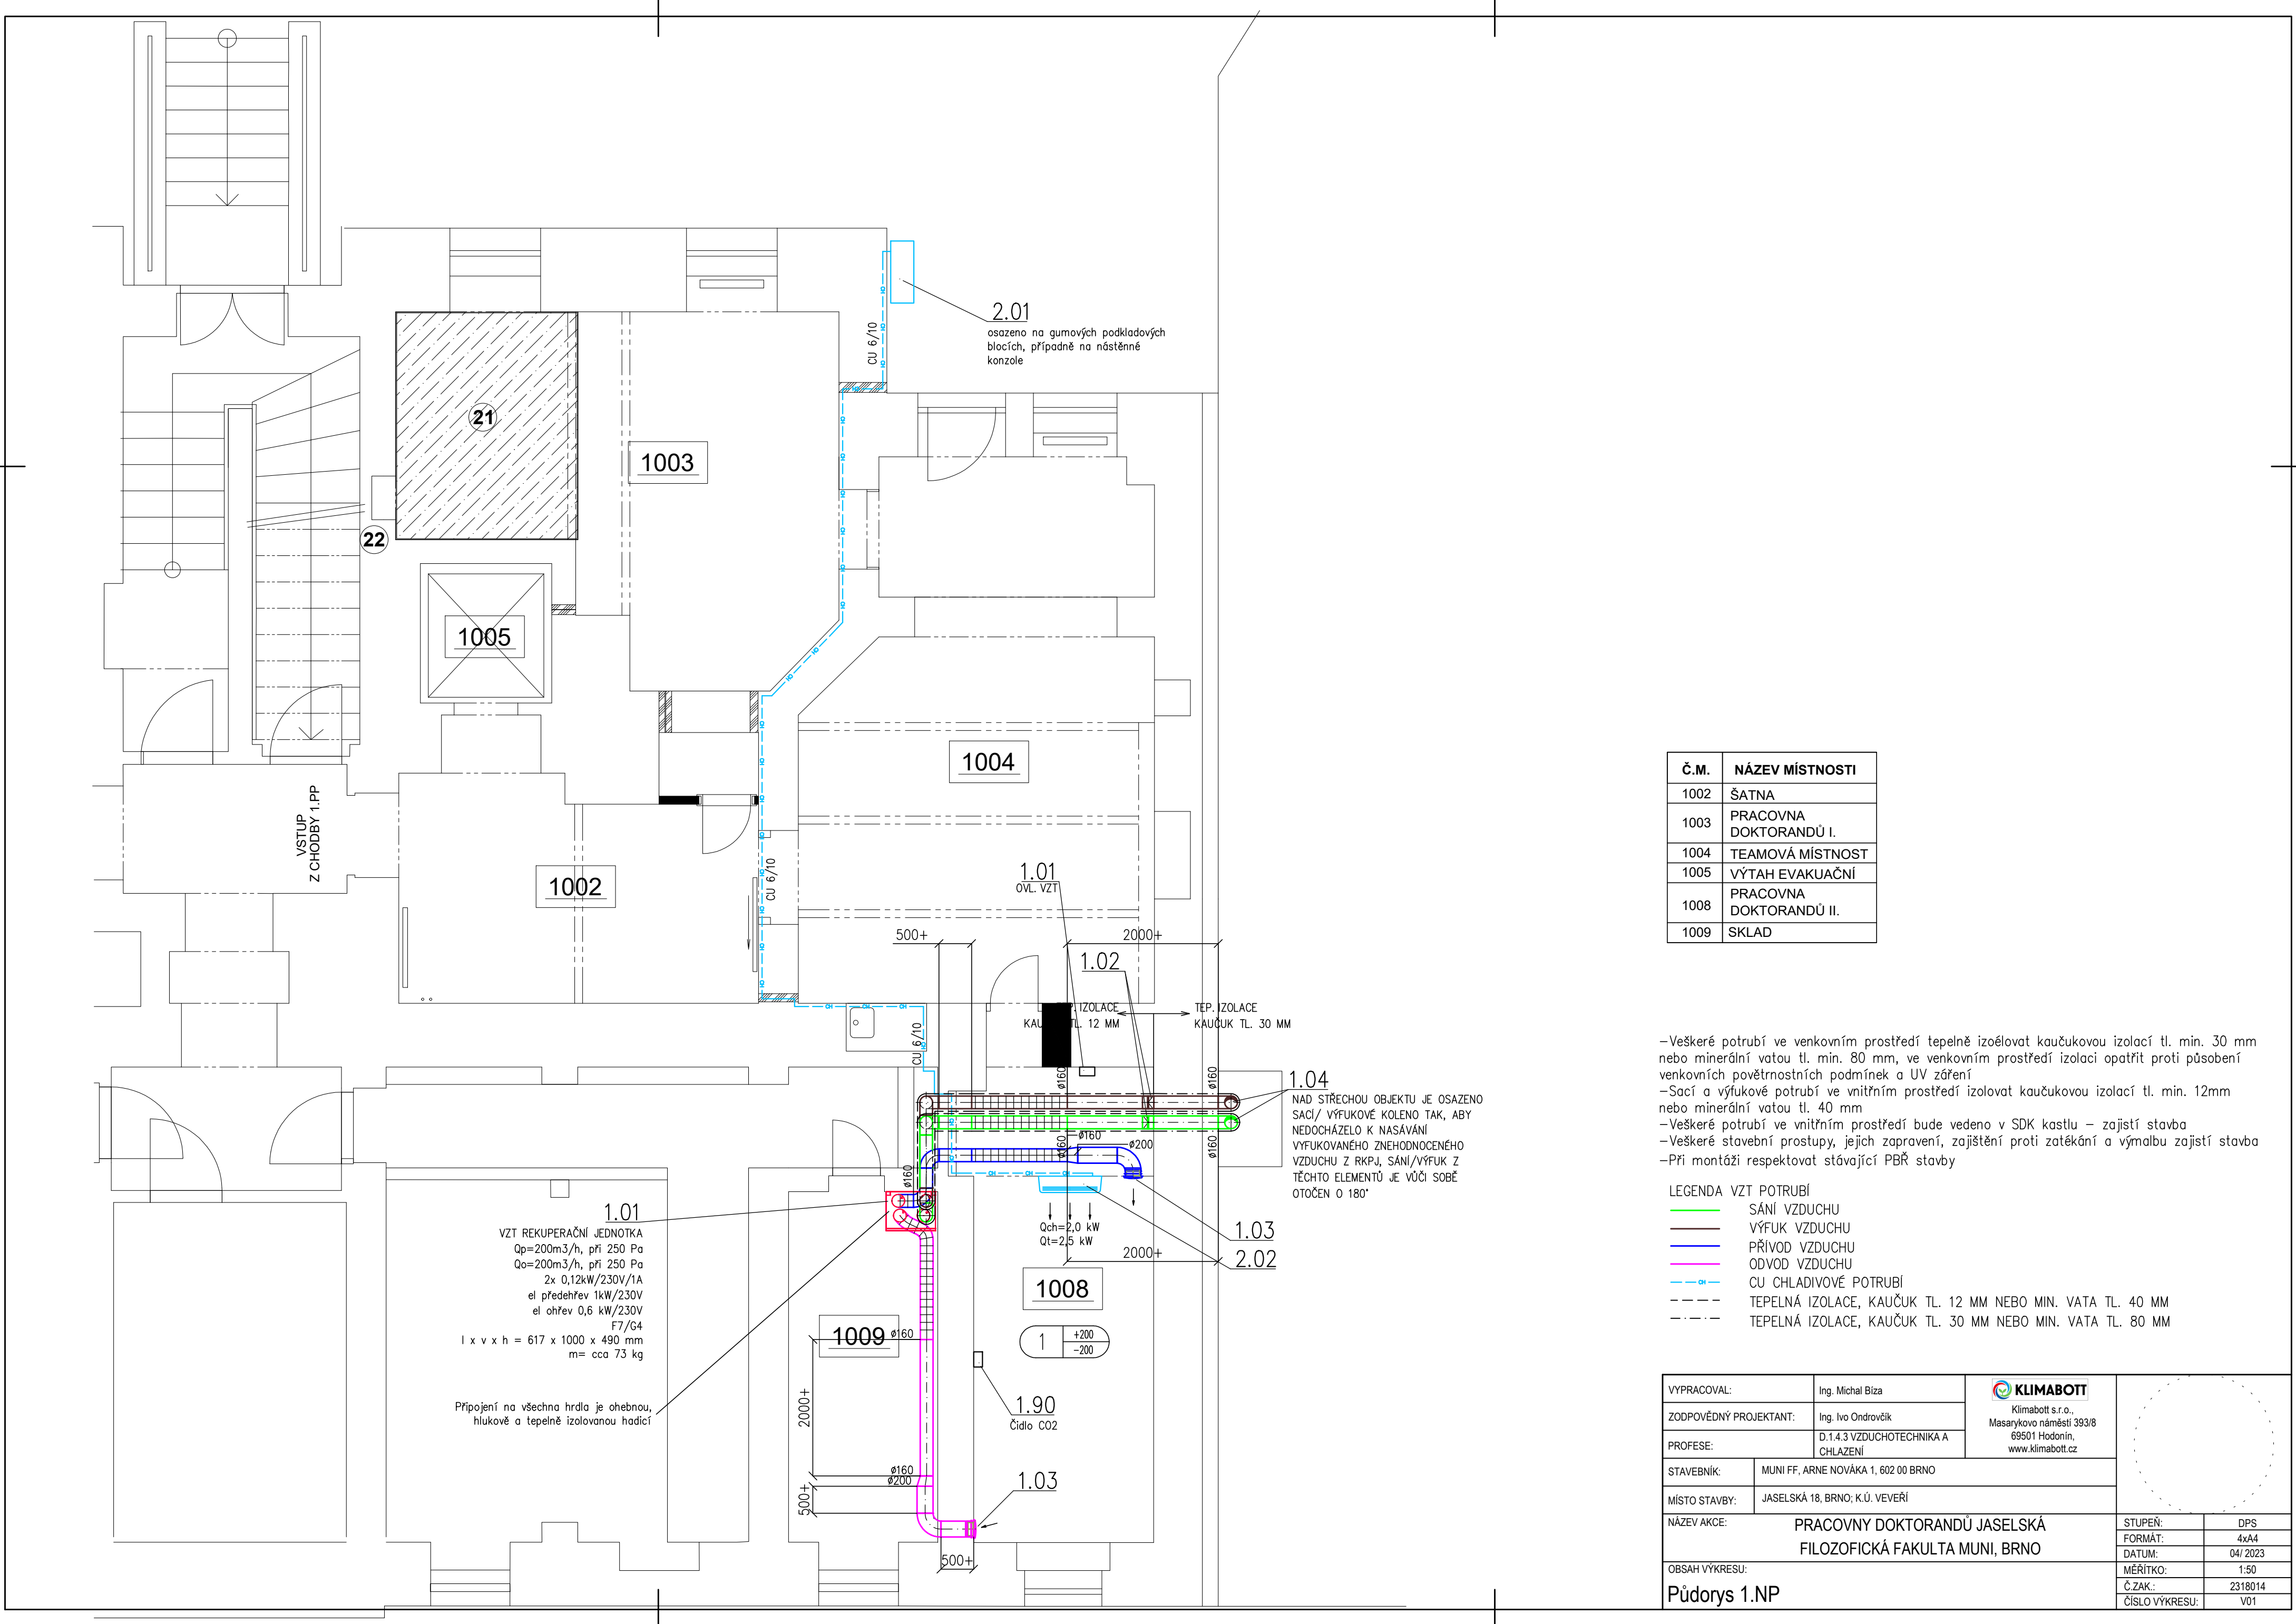 2.01
osazeno na gumových podkladových
blocích, případně na nástěnné
konzole
CU 6/10
21
1003
22
1005
1004
VSTUP
Z CHODBY 1.PP
1002
CU 6/10
1.01
OVL. VZT
500+
2000+
1.02
IZOLACE
TL. 12 MM
TEP. IZOLACE
KAUČUK TL. 30 MM
CU 6/10
ø160
ø160
1.04
NAD STŘECHOU OBJEKTU JE OSAZENO
SACÍ/ VÝFUKOVÉ KOLENO TAK, ABY
NEDOCHÁZELO K NASÁVÁNÍ
VYFUKOVANÉHO ZNEHODNOCENÉHO
VZDUCHU Z RKPJ, SÁNÍ/VÝFUK Z
TĚCHTO ELEMENTŮ JE VŮČI SOBĚ
OTOČEN O 180°
ø160
ø160
ø200
ø160
ø160
1.01
VZT REKUPERAČNÍ JEDNOTKA
Qp=200m3/h, při 250 Pa
Qo=200m3/h, při 250 Pa
2x 0,12kW/230V/1A
el předehřev 1kW/230V
el ohřev 0,6 kW/230V
F7/G4
l x v x h = 617 x 1000 x 490 mm
m= cca 73 kg
Qch=2,0 kW
Qt=2,5 kW
1.03
2000+
2.02
1008
1009
ø160
1
+200
-200
2000+
Připojení na všechna hrdla je ohebnou,
hlukově a tepelně izolovanou hadicí
1.90
Čidlo CO2
ø160
ø200
500+
1.03
500+
Č.M. NÁZEV MÍSTNOSTI
1002 ŠATNA
1003 PRACOVNA
DOKTORANDŮ I.
1004 TEAMOVÁ MÍSTNOST
1005 VÝTAH EVAKUAČNÍ
1008 PRACOVNA
DOKTORANDŮ II.
1009 SKLAD
-Veškeré potrubí ve venkovním prostředí tepelně izoélovat kaučukovou izolací tl. min. 30 mm
nebo minerální vatou tl. min. 80 mm, ve venkovním prostředí izolaci opatřit proti působení
venkovních povětrnostních podmínek a UV záření
-Sací a výfukové potrubí ve vnitřním prostředí izolovat kaučukovou izolací tl. min. 12mm
nebo minerální vatou tl. 40 mm
-Veškeré potrubí ve vnitřním prostředí bude vedeno v SDK kastlu - zajistí stavba
-Veškeré stavební prostupy, jejich zapravení, zajištění proti zatékání a výmalbu zajistí stavba
-Při montáži respektovat stávající PBŘ stavby
LEGENDA VZT POTRUBÍ
SÁNÍ VZDUCHU
VÝFUK VZDUCHU
PŘÍVOD VZDUCHU
ODVOD VZDUCHU
CH CU CHLADIVOVÉ POTRUBÍ
TEPELNÁ IZOLACE, KAUČUK TL. 12 MM NEBO MIN. VATA TL. 40 MM
TEPELNÁ IZOLACE, KAUČUK TL. 30 MM NEBO MIN. VATA TL. 80 MM
VYPRACOVAL: Ing. Michal Bíza
ZODPOVĚDNÝ PROJEKTANT: Ing. Ivo Ondrovčík
PROFESE: D.1.4.3 VZDUCHOTECHNIKA A
CHLAZENÍ
KLIMABOTT
Klimabott s.r.o.,
Masarykovo náměstí 393/8
69501 Hodonín,
www.klimabott.cz
STAVEBNÍK: MUNI FF, ARNE NOVÁKA 1, 602 00 BRNO
MÍSTO STAVBY: JASELSKÁ 18, BRNO; K.Ú. VEVEŘÍ
NÁZEV AKCE: PRACOVNY DOKTORANDŮ JASELSKÁ
FILOZOFICKÁ FAKULTA MUNI, BRNO
OBSAH VÝKRESU:
Půdorys 1.NP
STUPEŇ: DPS
FORMÁT: 4xA4
DATUM: 04/ 2023
MĚŘÍTKO: 1:50
Č.ZAK.: 2318014
ČÍSLO VÝKRESU: V01